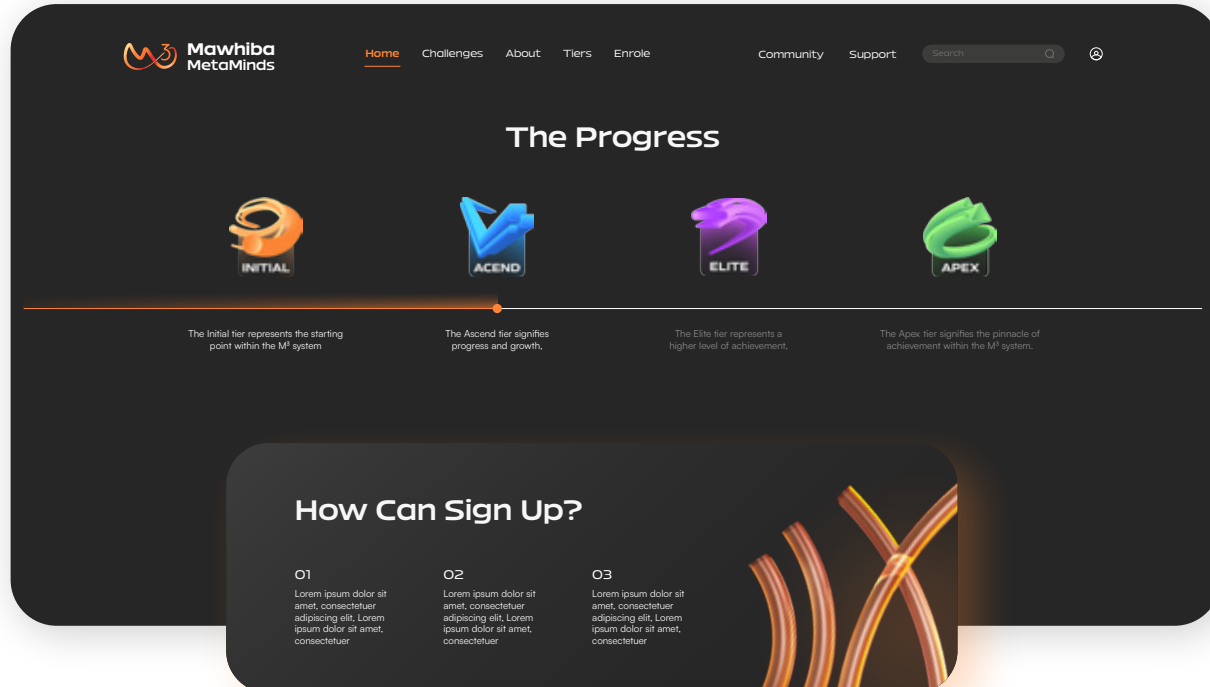 Mawhiba
MetaMinds
Home Challenges About Tiers Enrole Community Support Search
The Progress
INITIAL ACEND ELITE APEX
The Initial tier represents the starting
point within the M³ system
The Ascend tier signifies
progress and growth,
The Elite tier represents a
higher level of achievement,
The Apex tier signifies the pinnacle of
achievement within the M³ system.
How Can Sign Up?
01
Lorem ipsum dolor sit
amet, consectetuer
adipiscing elit, Lorem
ipsum dolor sit amet,
consectetuer
02
Lorem ipsum dolor sit
amet, consectetuer
adipiscing elit, Lorem
ipsum dolor sit amet,
consectetuer
03
Lorem ipsum dolor sit
amet, consectetuer
adipiscing elit, Lorem
ipsum dolor sit amet,
consectetuer